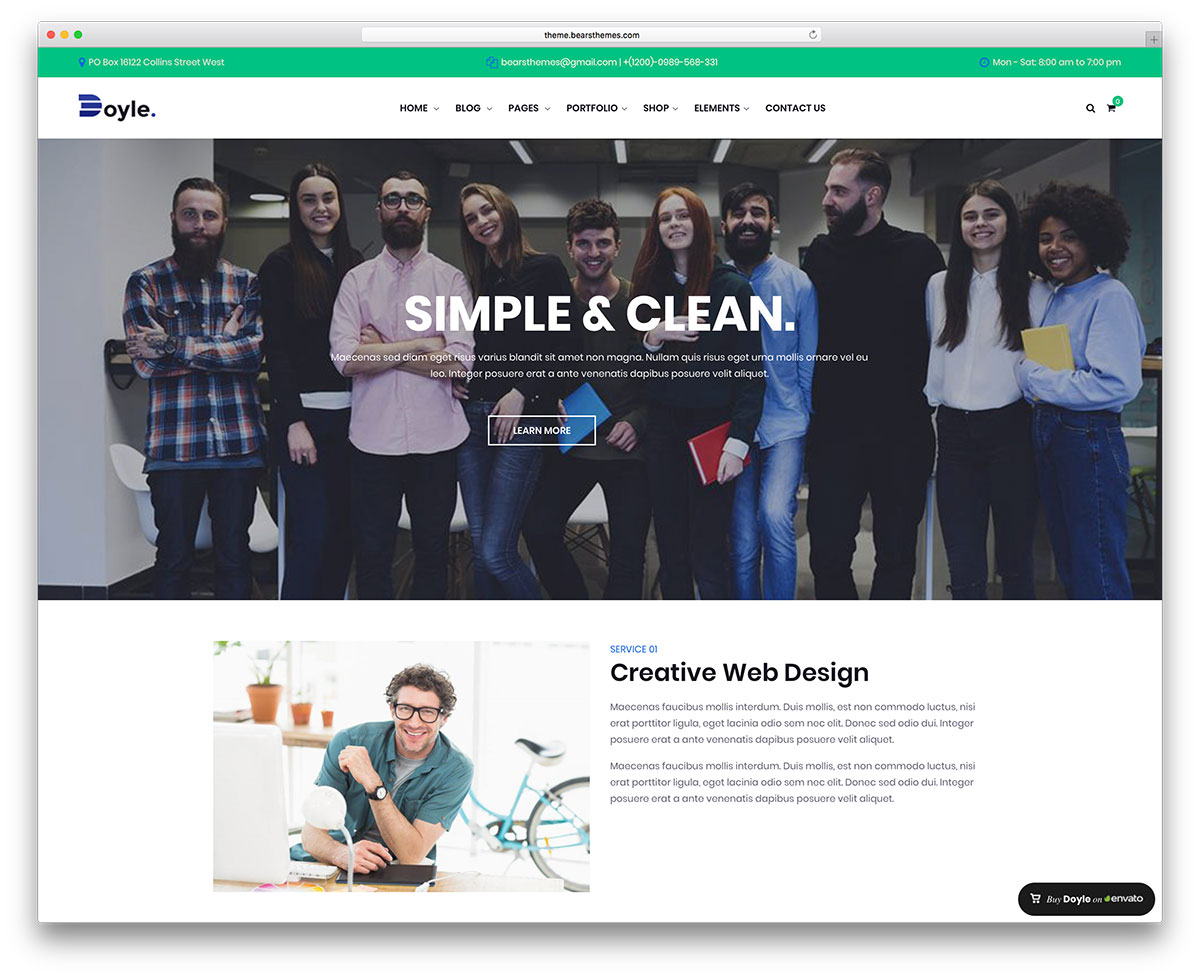 theme.bearsthemes.com
PO Box 16122 Collins Street West
bearsthemes@gmail.com | +(1200)-0989-568-331
Mon - Sat: 8:00 am to 7:00 pm
Doyle.
HOME BLOG PAGES PORTFOLIO SHOP ELEMENTS CONTACT US
0
SIMPLE & CLEAN.
Maecenas sed diam eget risus varius blandit sit amet non magna. Nullam quis risus eget urna mollis ornare vel eu
leo. Integer posuere erat a ante venenatis dapibus posuere velit aliquet.
LEARN MORE
SERVICE 01
Creative Web Design
Maecenas faucibus mollis interdum. Duis mollis, est non commodo luctus, nisi
erat porttitor ligula, eget lacinia odio sem nec elit. Donec sed odio dui. Integer
posuere erat a ante venenatis dapibus posuere velit aliquet.
Maecenas faucibus mollis interdum. Duis mollis, est non commodo luctus, nisi
erat porttitor ligula, eget lacinia odio sem nec elit. Donec sed odio dui. Integer
posuere erat a ante venenatis dapibus posuere velit aliquet.
Buy Doyle on envato